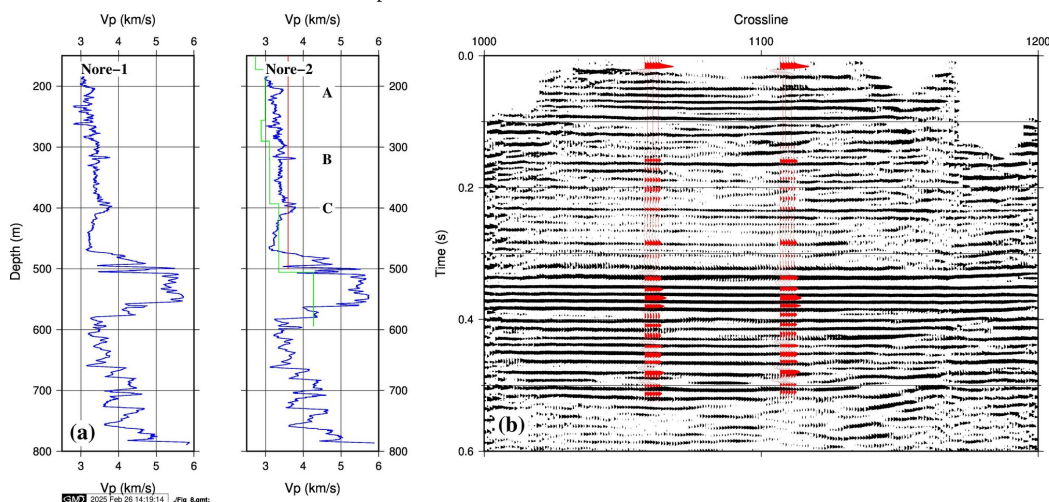 Vp (km/s)
3 4 5 6
Vp (km/s)
3 4 5 6
Crossline
1000 1100 1200
Nore-1
Nore-2
200
300
400
500
600
700
800
Depth (m)
200
300
400
500
600
700
800
A
B
C
0.0
0.2
0.4
0.6
Time (s)
(a)
(b)
3 4 5 6
Vp (km/s)
3 4 5 6
Vp (km/s)
GMD 2025 Feb 26 14:19:14 ./Fig_8.gmt: